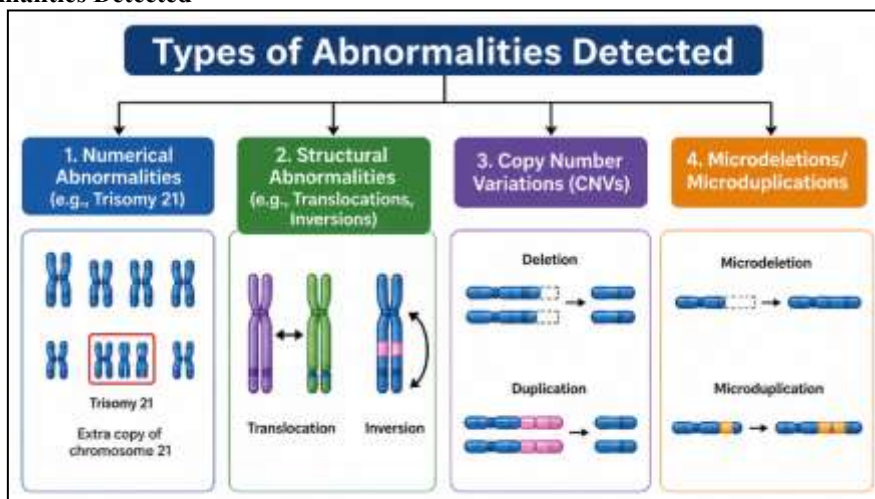 Types of Abnormalities Detected
1. Numerical
Abnormalities
(e.g., Trisomy 21)
2. Structural
Abnormalities
(e.g., Translocations,
Inversions)
3. Copy Number
Variations (CNVs)
4. Microdeletions/
Microduplications
Trisomy 21
Extra copy of
chromosome 21
Translocation
Inversion
Deletion
Duplication
Microdeletion
Microduplication